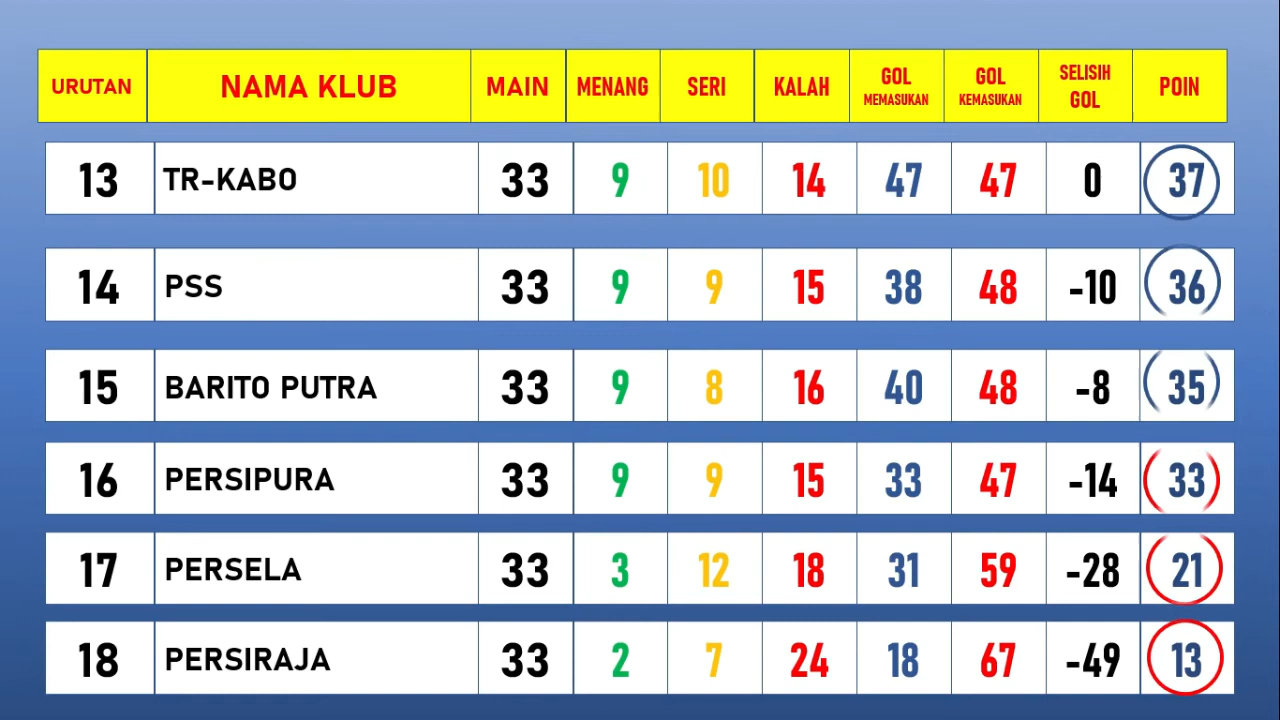 URUTAN NAMA KLUB MAIN MENANG SERI KALAH GOL MEMASUKAN GOL KEMASUKAN SELISIH GOL POIN
13 TR-KABO 33 9 10 14 47 47 0 37
14 PSS 33 9 9 15 38 48 -10 36
15 BARITO PUTRA 33 9 8 16 40 48 -8 35
16 PERSIPURA 33 9 9 15 33 47 -14 33
17 PERSELA 33 3 12 18 31 59 -28 21
18 PERSIRAJA 33 2 7 24 18 67 -49 13